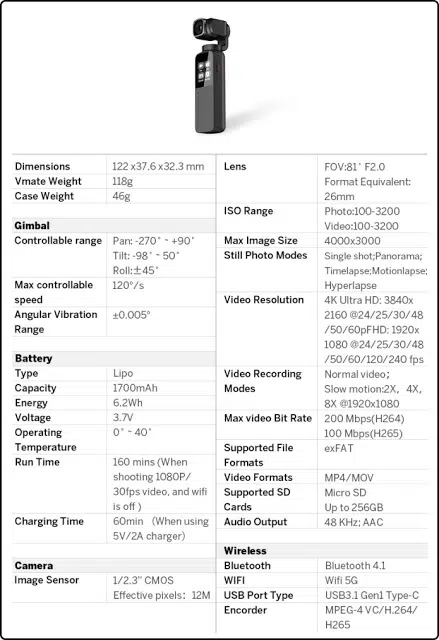 Dimensions 122 x37.6 x32.3 mm
Vmate Weight 118g
Case Weight 46g
Gimbal
Controllable range Pan: -270° ~ +90°
Tilt: -98° ~ 50°
Roll:±45°
Max controllable 120°/s
speed
Angular Vibration ±0.005°
Range
Battery
Type Lipo
Capacity 1700mAh
Energy 6.2Wh
Voltage 3.7V
Operating 0° ~ 40°
Temperature
Run Time 160 mins (When
shooting 1080P/
30fps video, and wifi
is off )
Charging Time 60min （When using
5V/2A charger）
Camera
Image Sensor 1/2.3" CMOS
Effective pixels：12M
Lens FOV:81° F2.0
Format Equivalent:
26mm
ISO Range Photo:100-3200
Video:100-3200
Max Image Size 4000x3000
Still Photo Modes Single shot;Panorama;
Timelapse;Motionlapse;
Hyperlapse
Video Resolution 4K Ultra HD: 3840x
2160 @24/25/30/48
/50/60pFHD: 1920x
1080 @24/25/30/48
/50/60/120/240 fps
Video Recording Normal video；
Modes Slow motion:2X，4X,
8X @1920x1080
Max video Bit Rate 200 Mbps(H264)
100 Mbps(H265)
Supported File exFAT
Formats
Video Formats MP4/MOV
Supported SD Micro SD
Cards Up to 256GB
Audio Output 48 KHz; AAC
Wireless
Bluetooth Bluetooth 4.1
WIFI Wifi 5G
USB Port Type USB3.1 Gen1 Type-C
Encorder MPEG-4 VC/H.264/
H265